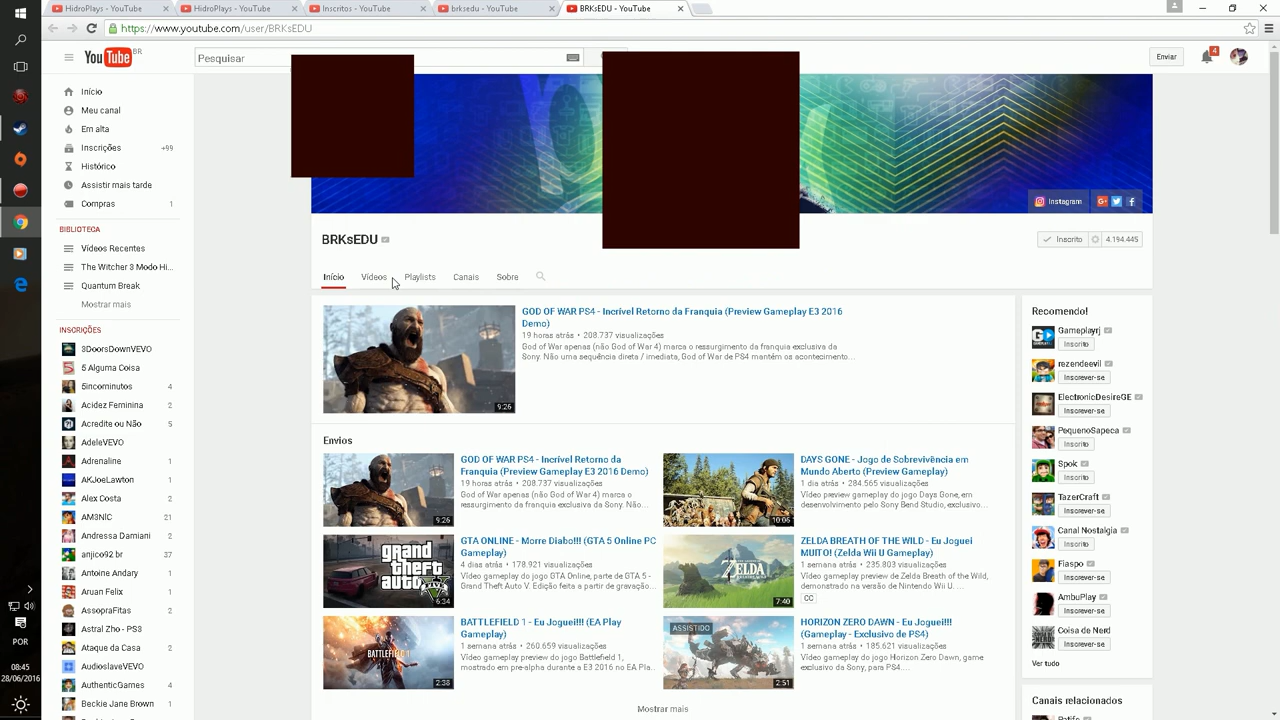 HidroPlays - YouTube
HidroPlays - YouTube
Inscritos - YouTube
brksedu - YouTube
BRKsEDU - YouTube
https://www.youtube.com/user/BRKsEDU
YouTube BR
Pesquisar
Enviar
4
Início
Meu canal
Em alta
Inscrições +99
Histórico
Assistir mais tarde
Compras 1
BIBLIOTECA
Vídeos Recentes
The Witcher 3 Modo Hi...
Quantum Break
Mostrar mais
INSCRIÇÕES
3DoorsDownVEVO
5 Alguma Coisa
5incominutos 4
Acidez Feminina 2
Acredite ou Não 5
AdeleVEVO
Adrenaline 1
AKJoeLawton 1
Alex Costa 2
AM3NIC 21
Andressa Damiani 2
anjico92 br 37
Antoine Andary 1
Aruan Felix 1
AssopraFitas 2
Astral Zho - PS3 1
Ataque da Casa 2
AudioslaveVEVO
AuthenticGames 4
Beckie Jane Brown 1
POR
08:45
28/06/2016
Instagram
BRKsEDU
Inscrito
4.194.445
Início
Vídeos
Playlists
Canais
Sobre
GOD OF WAR PS4 - Incrível Retorno da Franquia (Preview Gameplay E3 2016
Demo)
19 horas atrás • 208.737 visualizações
God of War apenas (não God of War 4) marca o ressurgimento da franquia exclusiva da
Sony. Não uma sequência direta / imediata, God of War de PS4 mantém os acontecimento...
9:26
Envios
GOD OF WAR PS4 - Incrível Retorno da
Franquia (Preview Gameplay E3 2016 Demo)
19 horas atrás • 208.737 visualizações
God of War apenas (não God of War 4) marca o
ressurgimento da franquia exclusiva da Sony. Não...
9:26
DAYS GONE - Jogo de Sobrevivência em
Mundo Aberto (Preview Gameplay)
1 dia atrás • 284.565 visualizações
Vídeo preview gameplay do jogo Days Gone, em
desenvolvimento pelo Sony Bend Studio, exclusivo...
10:06
GTA ONLINE - Morre Diabo!!! (GTA 5 Online PC
Gameplay)
4 dias atrás • 178.921 visualizações
Vídeo gameplay do jogo GTA Online, parte de GTA 5 -
Grand Theft Auto V. Edição feita a partir de gravação...
grand
theft
auto V
6:34
ZELDA BREATH OF THE WILD - Eu Joguei
MUITO! (Zelda Wii U Gameplay)
1 semana atrás • 235.803 visualizações
Vídeo preview gameplay de Zelda Breath of the Wild,
demonstrado na versão de Nintendo Wii U. ...
CC
ZELDA
7:40
BATTLEFIELD 1 - Eu Joguei!!! (EA Play
Gameplay)
1 semana atrás • 260.659 visualizações
Vídeo gameplay preview do jogo Battlefield 1,
mostrado em pre-alpha durante a E3 2016 no EA Pla...
BATTLEFIELD 1
2:38
HORIZON ZERO DAWN - Eu Joguei!!!
(Gameplay - Exclusivo de PS4)
1 semana atrás • 185.621 visualizações
Vídeo preview gameplay do jogo Horizon Zero Dawn, game
exclusivo da Sony, para PS4....
ASSISTIDO
2:51
Mostrar mais
Recomendo!
Gameplayrj
Inscrito
rezendeevil
Inscrever-se
ElectronicDesireGE
Inscrever-se
PequenoSapeca
Inscrito
Spok
Inscrito
TazerCraft
Inscrever-se
Canal Nostalgia
Inscrito
Fiaspo
Inscrever-se
AmbuPlay
Inscrever-se
Coisa de Nerd
Inscrever-se
Ver tudo
Canais relacionados